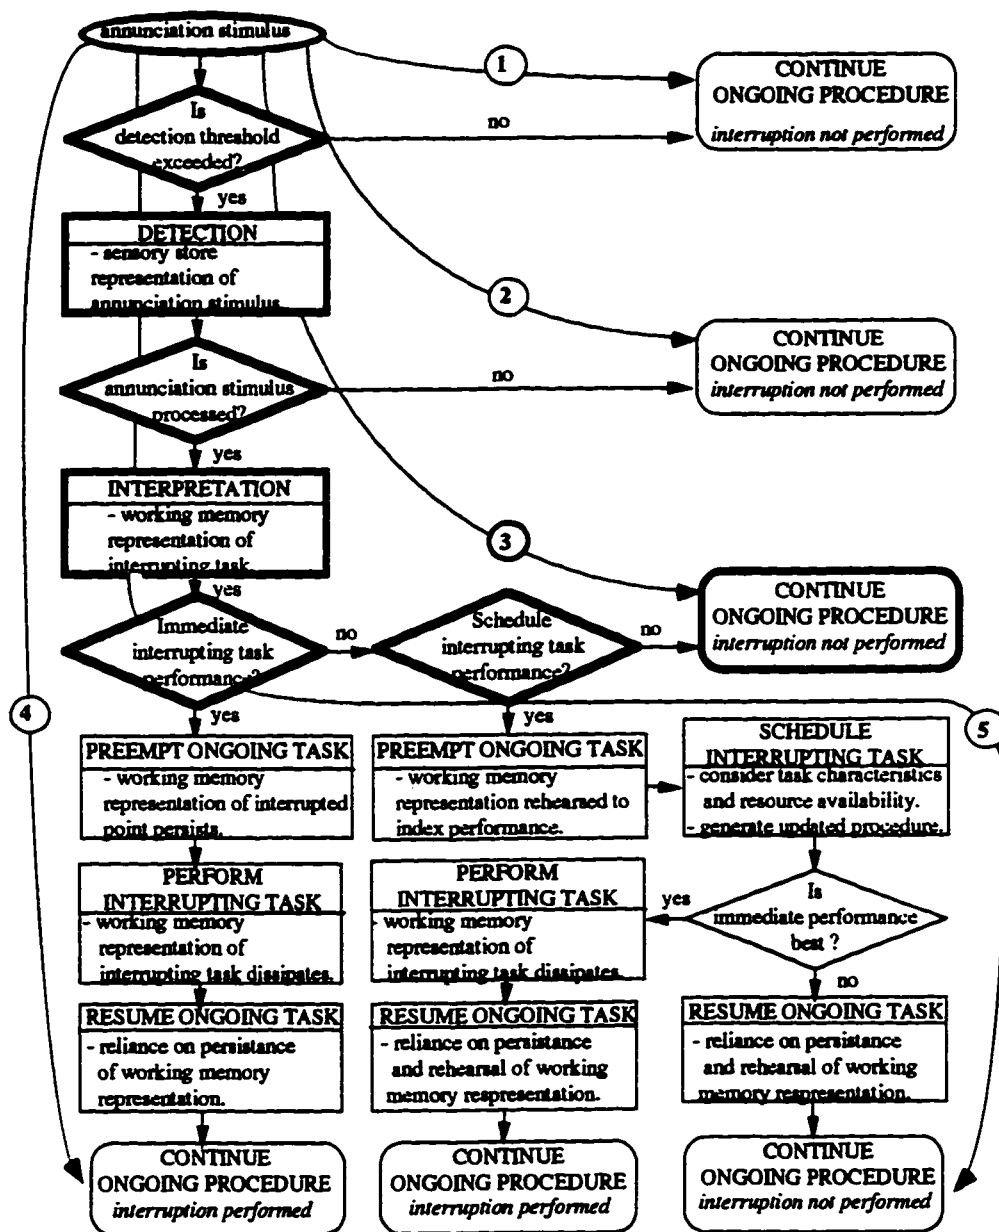 annunciation stimulus
1
CONTINUE
ONGOING PROCEDURE
interruption not performed
Is
detection threshold
exceeded?
no
yes
DETECTION
- sensory store
representation of
annunciation stimulus
2
CONTINUE
ONGOING PROCEDURE
interruption not performed
Is
annunciation stimulus
processed?
no
yes
INTERPRETATION
- working memory
representation of
interrupting task.
3
CONTINUE
ONGOING PROCEDURE
interruption not performed
yes
Immediate
interrupting task
performance?
no
Schedule
interrupting task
performance?
no
4
5
yes
yes
PREEMPT ONGOING TASK
- working memory
representation of interrupted
point persists.
PREEMPT ONGOING TASK
- working memory
representation rehearsed to
index performance.
SCHEDULE
INTERRUPTING TASK
- consider task characteristics
and resource availability.
- generate updated procedure.
PERFORM
INTERRUPTING TASK
- working memory
representation of
interrupting task dissipates.
PERFORM
INTERRUPTING TASK
- working memory
representation of
interrupting task dissipates.
yes
Is
immediate performance
best ?
no
RESUME ONGOING TASK
- reliance on persistance
of working memory
representation.
RESUME ONGOING TASK
- reliance on persistance
and rehearsal of working
memory respresentation.
RESUME ONGOING TASK
- reliance on persistance
and rehearsal of working
memory respresentation.
CONTINUE
ONGOING PROCEDURE
interruption performed
CONTINUE
ONGOING PROCEDURE
interruption performed
CONTINUE
ONGOING PROCEDURE
interruption not performed